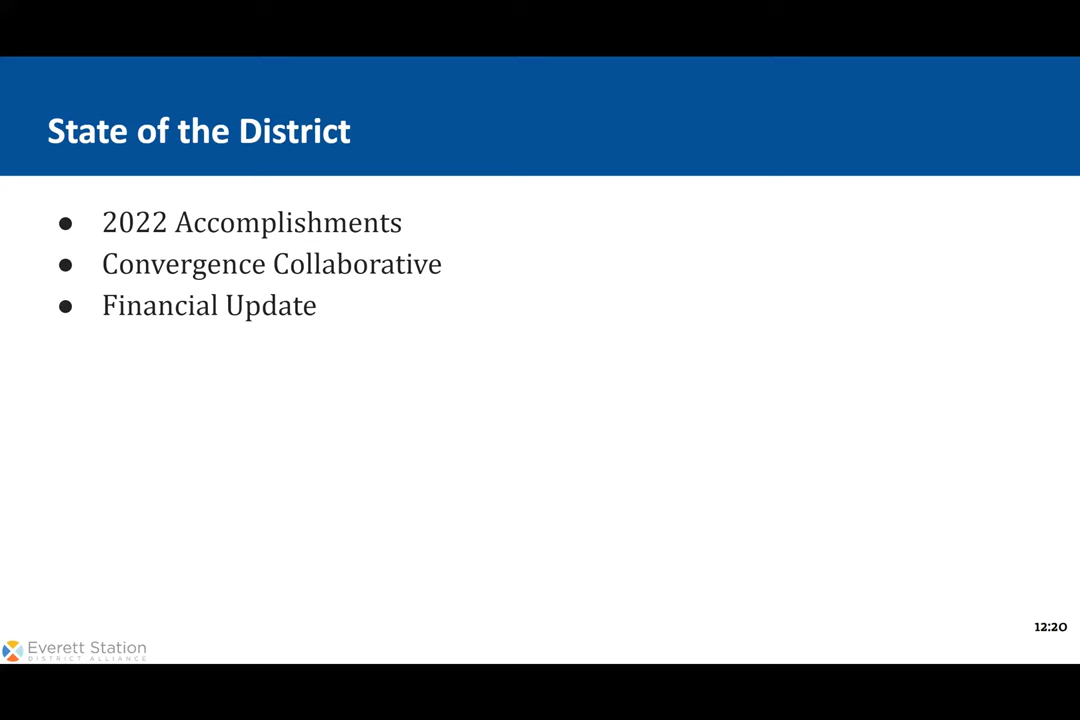 State of the District
● 2022 Accomplishments
● Convergence Collaborative
● Financial Update
12:20
Everett Station
DISTRICT ALLIANCE